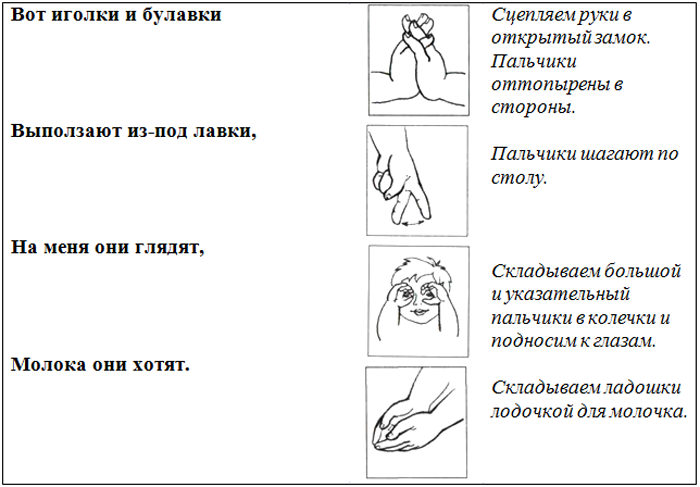 Вот иголки и булавки
Сцепляем руки в
открытый замок.
Пальчики
оттопырены в
стороны.
Выползают из-под лавки,
Пальчики шагают по
столу.
На меня они глядят,
Складываем большой
и указательный
пальчики в колечки и
подносим к глазам.
Молока они хотят.
Складываем ладошки
лодочкой для молочка.